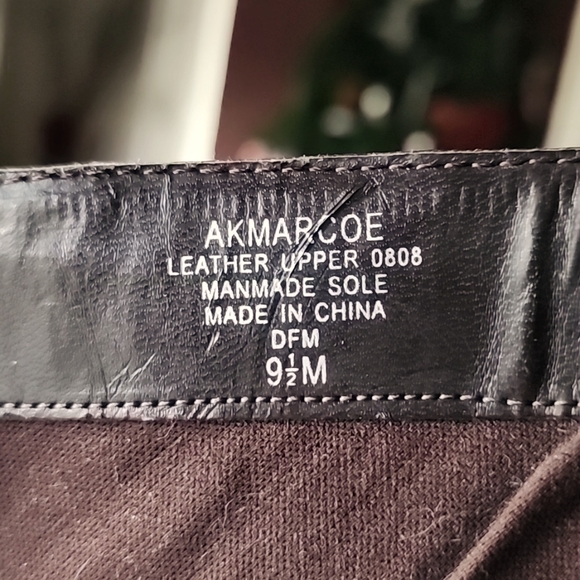 AKMARCOE
LEATHER UPPER 0808
MANMADE SOLE
MADE IN CHINA
DFM
9½M